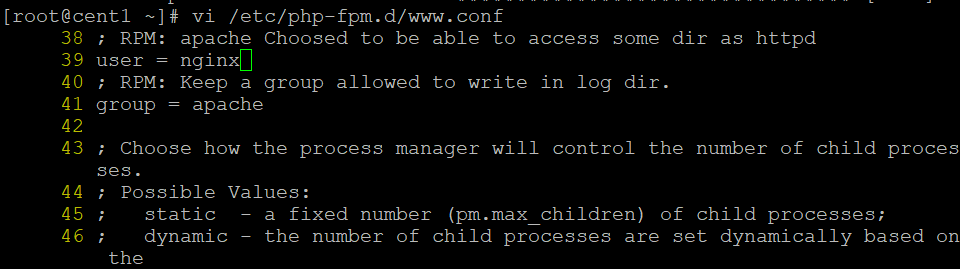 [root@cent1 ~]# vi /etc/php-fpm.d/www.conf
38 ; RPM: apache Choosed to be able to access some dir as httpd
39 user = nginx
40 ; RPM: Keep a group allowed to write in log dir.
41 group = apache
42
43 ; Choose how the process manager will control the number of child proces
ses.
44 ; Possible Values:
45 ;   static  - a fixed number (pm.max_children) of child processes;
46 ;   dynamic - the number of child processes are set dynamically based on
the